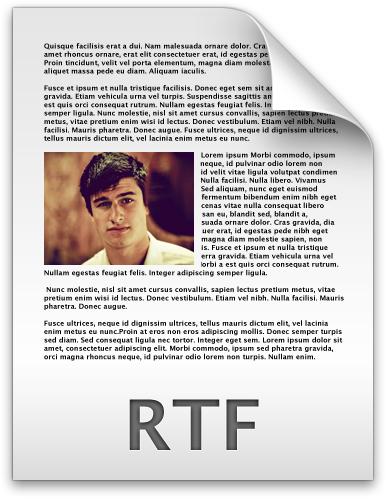 Quisque facilisis erat a dui. Nam malesuada ornare dolor. Cra
amet rhoncus ornare, erat elit consectetuer erat, id egestas pede
Proin tincidunt, velit vel porta elementum, magna diam molest
aliquet massa pede eu diam. Aliquam iaculis.
Fusce et ipsum et nulla tristique facilisis. Donec eget sem sit am
gravida. Etiam vehicula urna vel turpis. Suspendisse sagittis an
est quis orci consequat rutrum. Nullam egestas feugiat felis. In
semper ligula. Nunc molestie, nisl sit amet cursus convallis, sapien lectus
metus, vitae pretium enim wisi id lectus. Donec vestibulum. Etiam vel nibh. Nulla
facilisi. Mauris pharetra. Donec augue. Fusce ultrices, neque id dignissim ultrices,
tellus mauris dictum elit, vel lacinia enim metus eu nunc.
Lorem ipsum Morbi commodo, ipsum
neque, id pulvinar odio lorem non
id velit vitae ligula volutpat condimen
Nulla facilisi. Nulla libero. Vivamus
Sed aliquam, nunc eget euismod
fermentum bibendum enim nibh eget
cenas vitae nulla consequat libero
san eu, blandit sed, blandit a,
suada ornare dolor. Cras gravida, dia
uer erat, id egestas pede nibh eget
magna diam molestie sapien, non
is. Fusce et ipsum et nulla tristique
erra gravida. Etiam vehicula urna vel
orbi a est quis orci consequat rutrum.
Nullam egestas feugiat felis. Integer adipiscing semper ligula.
Nunc molestie, nisl sit amet cursus convallis, sapien lectus pretium metus, vitae
pretium enim wisi id lectus. Donec vestibulum. Etiam vel nibh. Nulla facilisi. Mauris
pharetra. Donec augue.
Fusce ultrices, neque id dignissim ultrices, tellus mauris dictum elit, vel lacinia
enim metus eu nunc.Proin at eros non eros adipiscing mollis. Donec semper turpis
sed diam. Sed consequat ligula nec tortor. Integer eget sem. Lorem ipsum dolor sit
amet, consectetuer adipiscing elit. Morbi commodo, ipsum sed pharetra gravida,
orci magna rhoncus neque, id pulvinar odio lorem non turpis. Nullam enim.
RTF